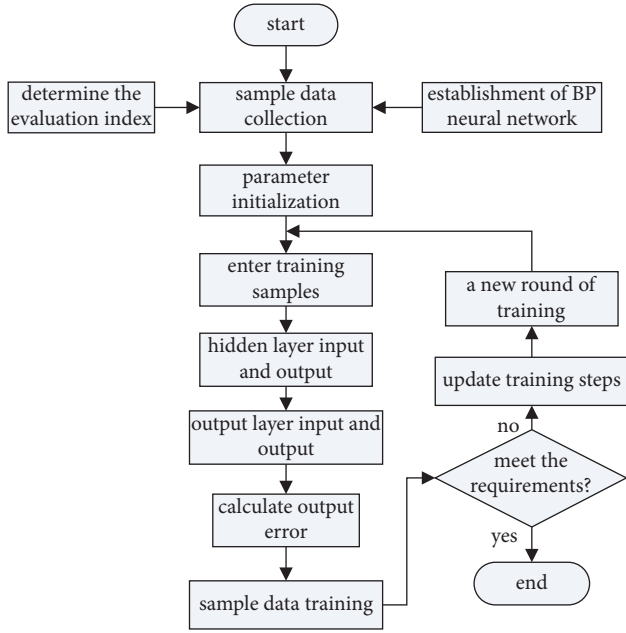 start
determine the
evaluation index
sample data
collection
establishment of BP
neural network
parameter
initialization
enter training
samples
a new round of
training
hidden layer input
and output
update training steps
output layer input and
output
no
meet the
requirements?
calculate output
error
yes
sample data training
end